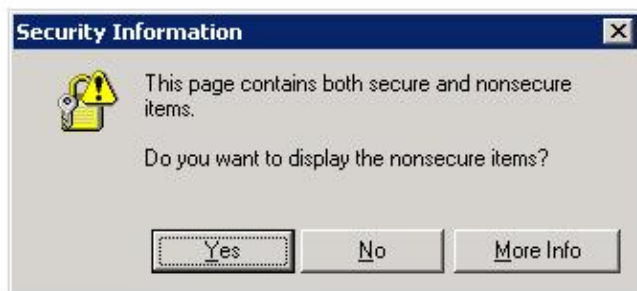 Security Information
This page contains both secure and nonsecure
items.
Do you want to display the nonsecure items?
Yes No More Info